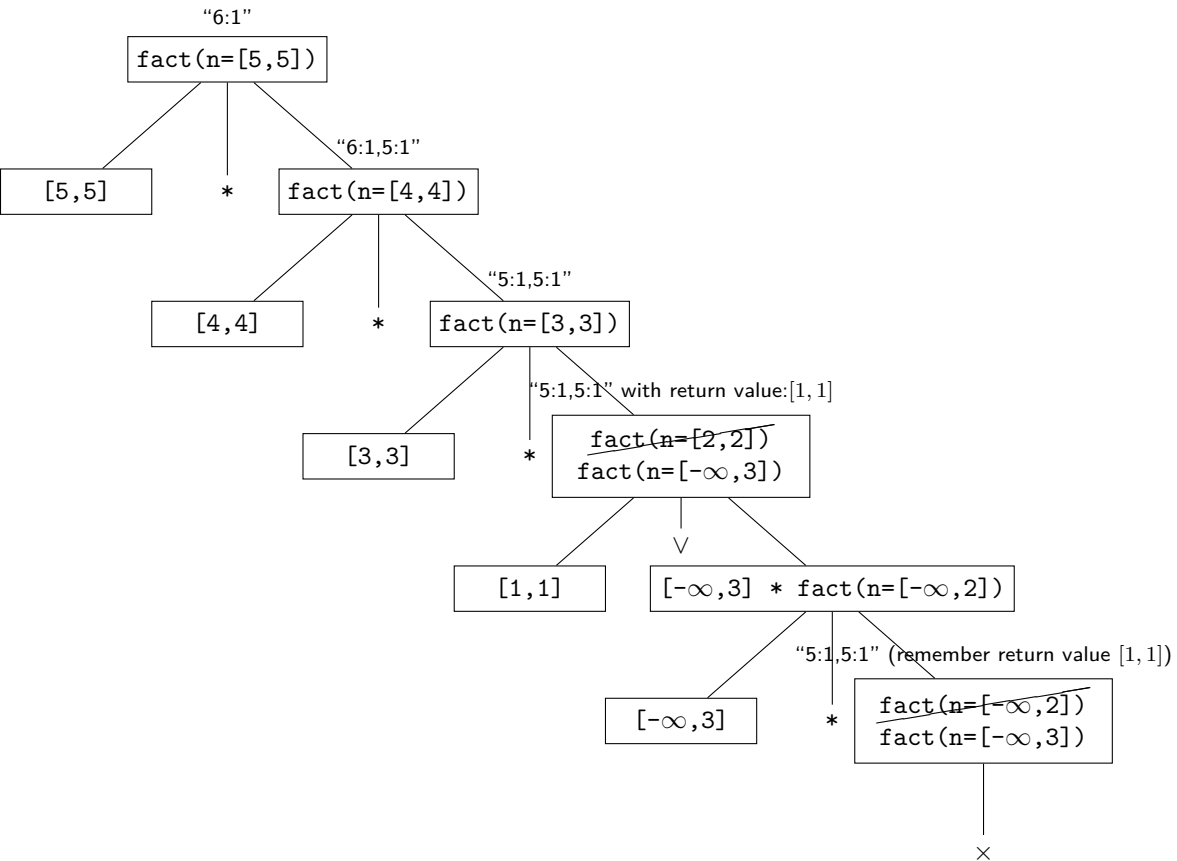 “6:1”
fact(n=[5,5])
“6:1,5:1”
[5,5]
*
fact(n=[4,4])
“5:1,5:1”
[4,4]
*
fact(n=[3,3])
“5:1,5:1” with return value:[1, 1]
[3,3]
*
fact(n=[2,2])
fact(n=[-∞,3])
∨
[1,1]
[-∞,3] * fact(n=[-∞,2])
“5:1,5:1” (remember return value [1, 1])
[-∞,3]
*
fact(n=[-∞,2])
fact(n=[-∞,3])
×